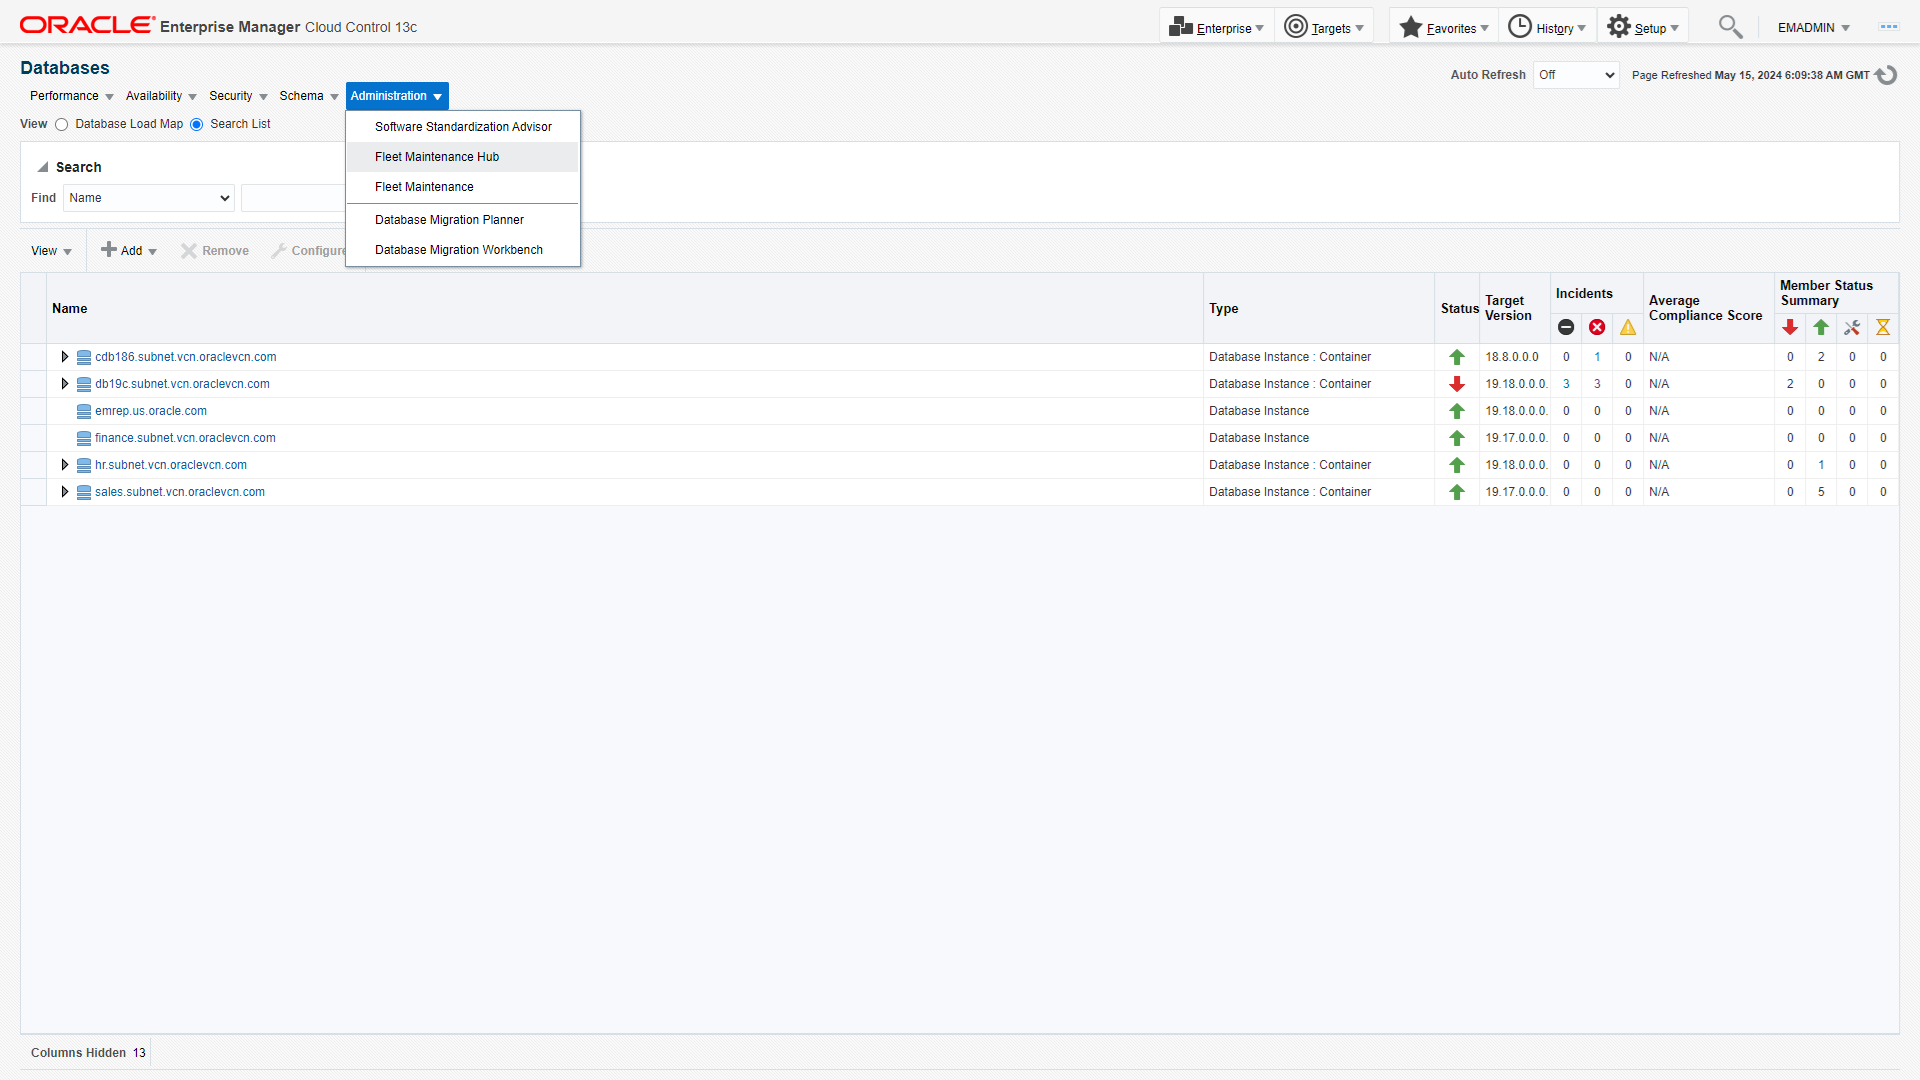 ORACLE Enterprise Manager Cloud Control 13c
Enterprise Targets Favorites History Setup EMADMIN
Databases
Auto Refresh Off Page Refreshed May 15, 2024 6:09:38 AM GMT
Performance Availability Security Schema Administration
View Database Load Map Search List
Software Standardization Advisor
Fleet Maintenance Hub
Fleet Maintenance
Database Migration Planner
Database Migration Workbench
Search
Find Name
View Add Remove Configure
Name Type Status Target Version Incidents Average Compliance Score Member Status Summary
cdb186.subnet.vcn.oraclevcn.com Database Instance : Container 18.8.0.0.0 0 1 0 N/A 0 2 0 0
db19c.subnet.vcn.oraclevcn.com Database Instance : Container 19.18.0.0.0. 3 3 0 N/A 2 0 0 0
emrep.us.oracle.com Database Instance 19.18.0.0.0. 0 0 0 N/A 0 0 0 0
finance.subnet.vcn.oraclevcn.com Database Instance 19.17.0.0.0. 0 0 0 N/A 0 0 0 0
hr.subnet.vcn.oraclevcn.com Database Instance : Container 19.18.0.0.0. 0 0 0 N/A 0 1 0 0
sales.subnet.vcn.oraclevcn.com Database Instance : Container 19.17.0.0.0. 0 0 0 N/A 0 5 0 0
Columns Hidden 13